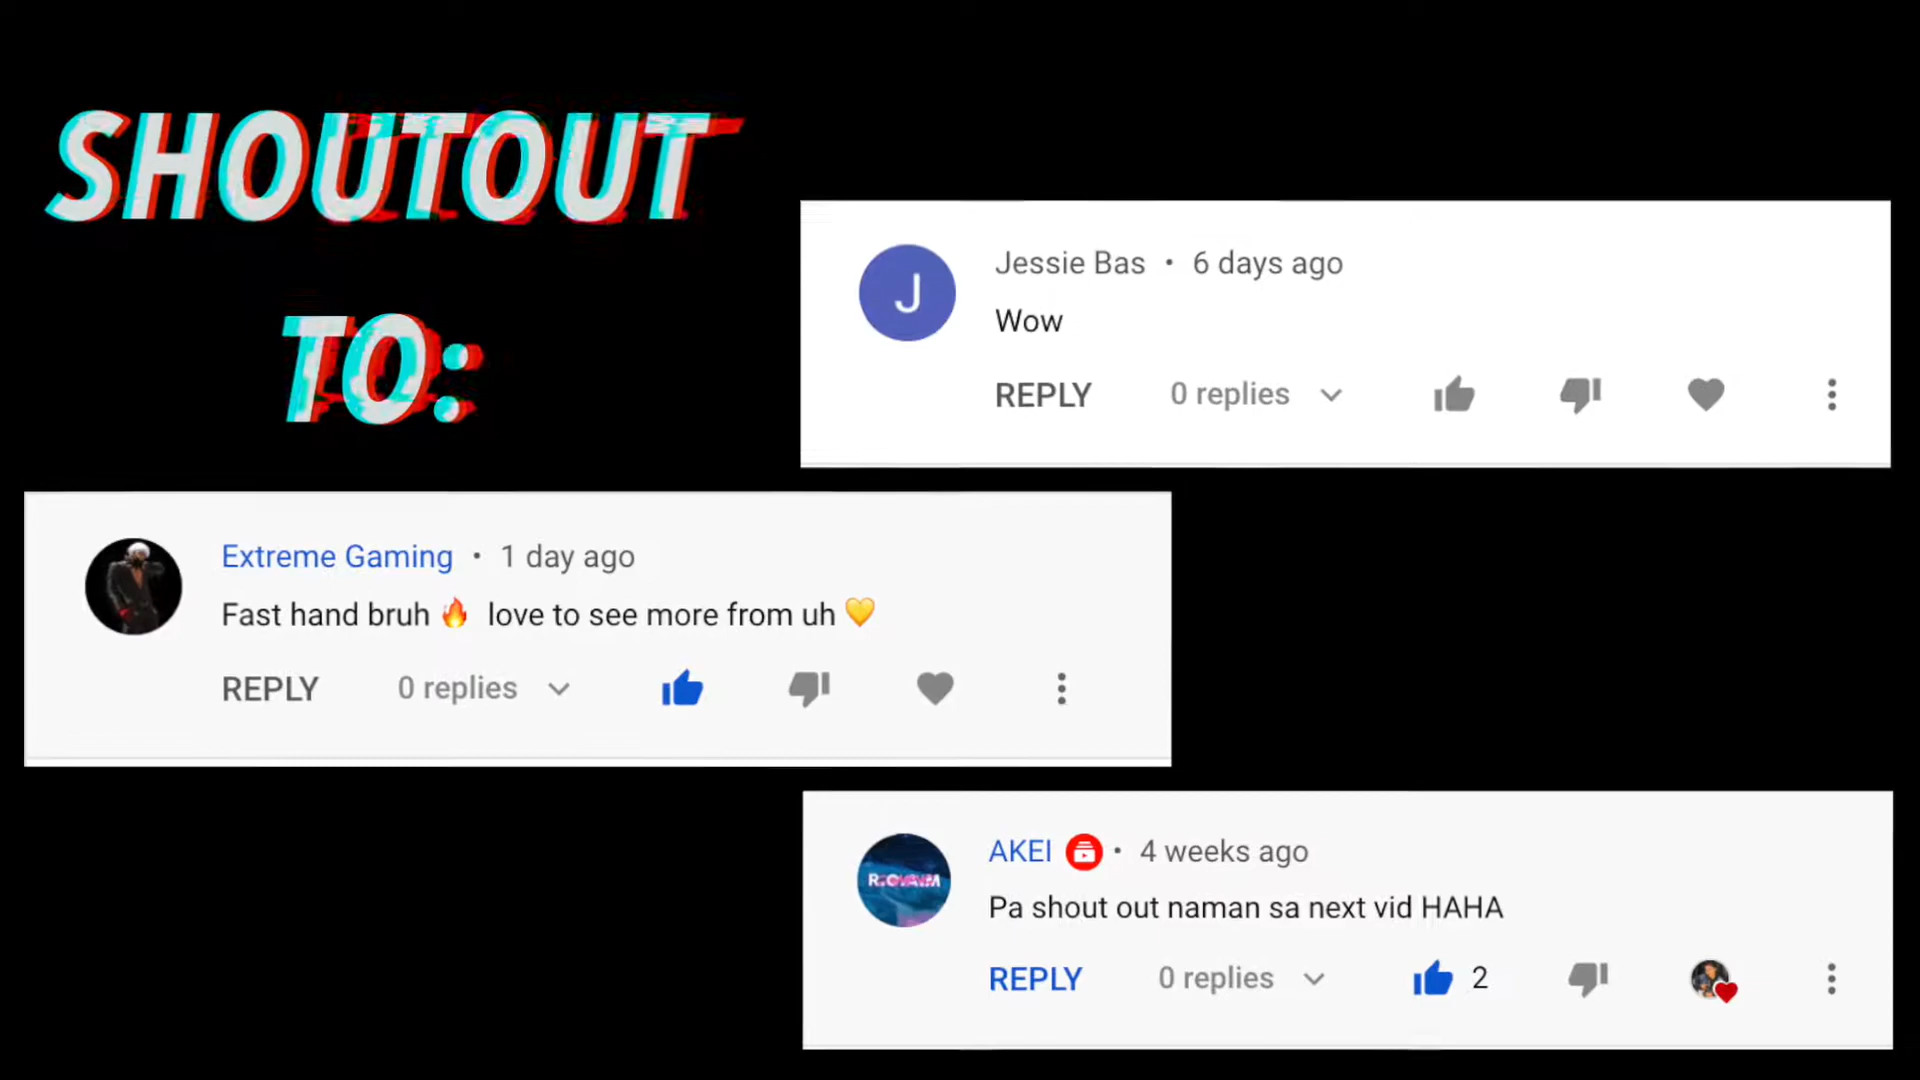 SHOUTOUT
TO:
J
Jessie Bas • 6 days ago
Wow
REPLY 0 replies
Extreme Gaming • 1 day ago
Fast hand bruh 🔥 love to see more from uh 💛
REPLY 0 replies
AKEI • 4 weeks ago
Pa shout out naman sa next vid HAHA
REPLY 0 replies 2